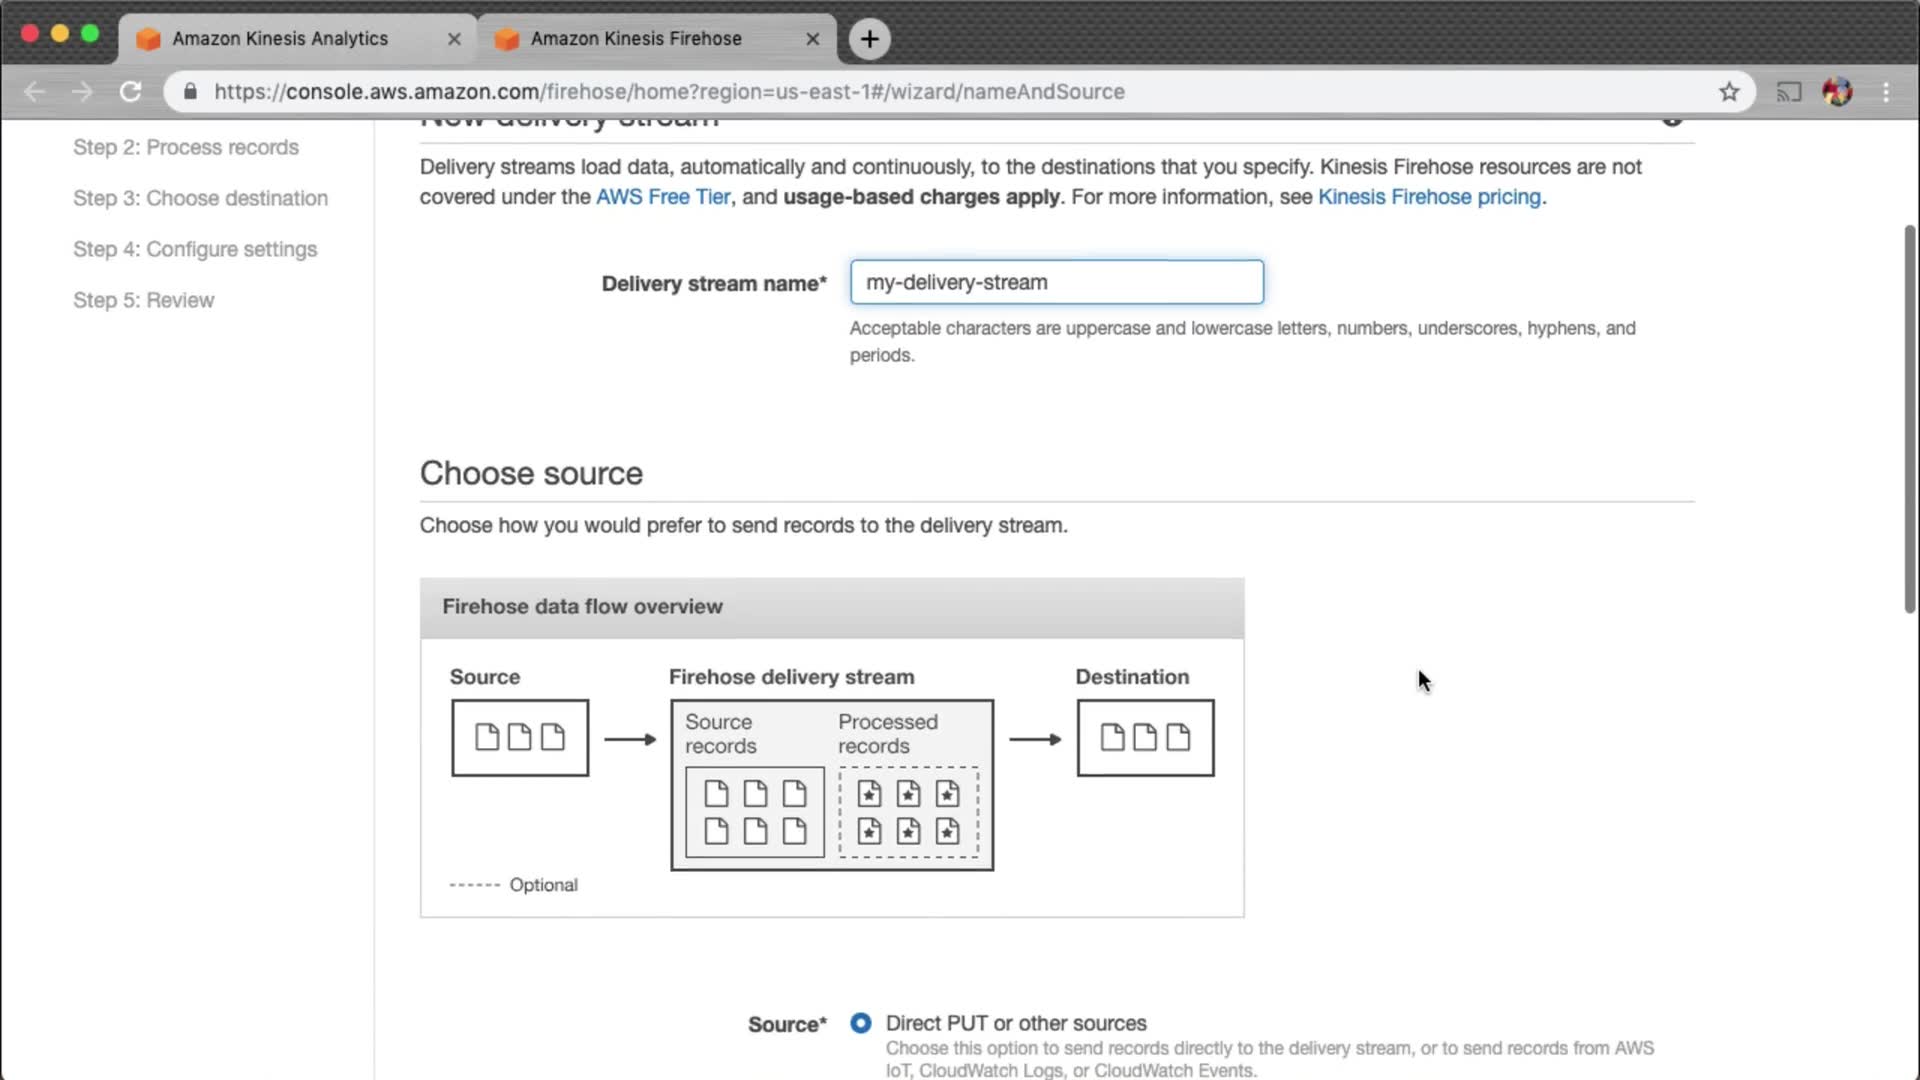 Amazon Kinesis Analytics
Amazon Kinesis Firehose
https://console.aws.amazon.com/firehose/home?region=us-east-1#/wizard/nameAndSource
Step 2: Process records
Step 3: Choose destination
Step 4: Configure settings
Step 5: Review
New delivery stream
Delivery streams load data, automatically and continuously, to the destinations that you specify. Kinesis Firehose resources are not
covered under the AWS Free Tier, and usage-based charges apply. For more information, see Kinesis Firehose pricing.
Delivery stream name* my-delivery-stream
Acceptable characters are uppercase and lowercase letters, numbers, underscores, hyphens, and
periods.
Choose source
Choose how you would prefer to send records to the delivery stream.
Firehose data flow overview
Source
Firehose delivery stream
Source
records
Processed
records
Destination
Optional
Source* Direct PUT or other sources
Choose this option to send records directly to the delivery stream, or to send records from AWS
IoT, CloudWatch Logs, or CloudWatch Events.